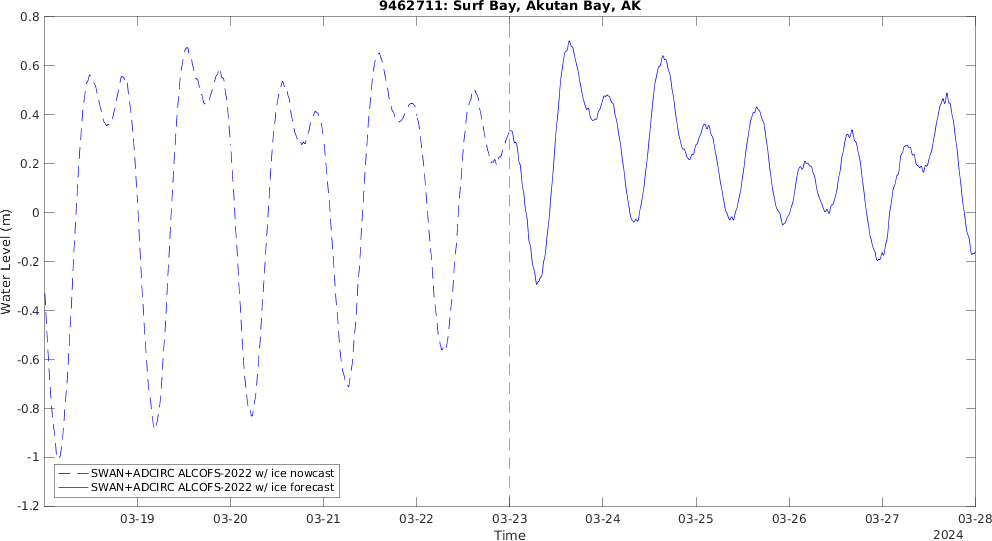 9462711: Surf Bay, Akutan Bay, AK
0.8
0.6
0.4
0.2
0
-0.2
-0.4
-0.6
-0.8
-1
-1.2
Water Level (m)
SWAN+ADCIRC ALCOFS-2022 w/ ice nowcast
SWAN+ADCIRC ALCOFS-2022 w/ ice forecast
03-19 03-20 03-21 03-22 03-23 03-24 03-25 03-26 03-27 03-28
Time
2024